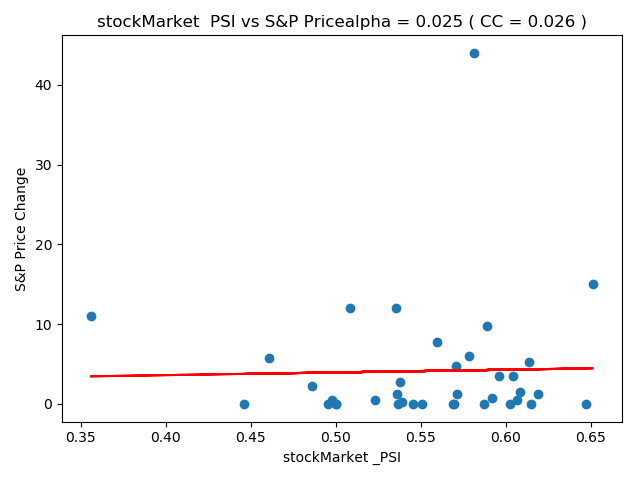 stockMarket  PSI vs S&P Pricealpha = 0.025 ( CC = 0.026 )
S&P Price Change
40
30
20
10
0
0.35 0.40 0.45 0.50 0.55 0.60 0.65
stockMarket _PSI